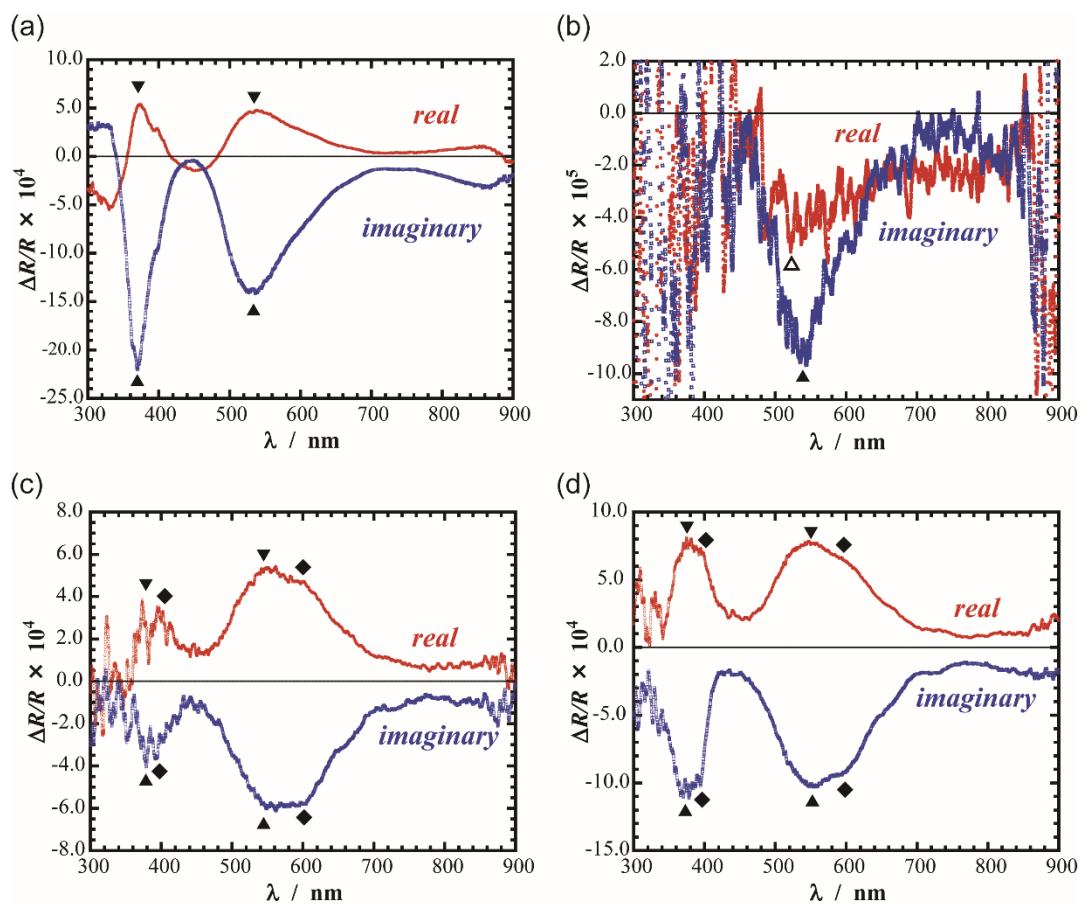 (a)
10.0
5.0
0.0
-5.0
-10.0
-15.0
-20.0
-25.0
ΔR/R × 10⁴
real
imaginary
300 400 500 600 700 800 900
λ / nm
(b)
2.0
0.0
-2.0
-4.0
-6.0
-8.0
-10.0
ΔR/R × 10⁵
real
imaginary
300 400 500 600 700 800 900
λ / nm
(c)
8.0
6.0
4.0
2.0
0.0
-2.0
-4.0
-6.0
-8.0
ΔR/R × 10⁴
real
imaginary
300 400 500 600 700 800 900
λ / nm
(d)
10.0
5.0
0.0
-5.0
-10.0
-15.0
ΔR/R × 10⁴
real
imaginary
300 400 500 600 700 800 900
λ / nm